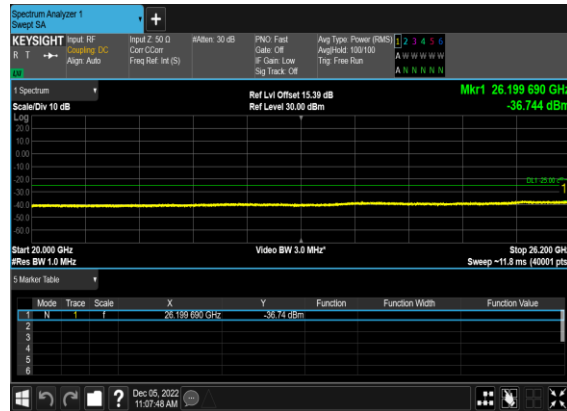 Spectrum Analyzer 1
Swept SA
KEYSIGHT Input: RF Input Z: 50 Ω #Atten: 30 dB PNO: Fast Avg Type: Power (RMS) 1 2 3 4 5 6
R T Coupling: DC Corr CCorr Gate: Off Avg|Hold: 100/100 A W W W W W
Align: Auto Freq Ref: Int (S) IF Gain: Low Trig: Free Run
Sig Track: Off A N N N N N
1 Spectrum Ref Lvl Offset 15.39 dB Mkr1 26.199 690 GHz
Scale/Div 10 dB Ref Level 30.00 dBm -36.744 dBm
Log
20.0
10.0
0.00
-10.0
-20.0
DL1 -25.00
-30.0
1
-40.0
-50.0
-60.0
Start 20.000 GHz Video BW 3.0 MHz* Stop 26.200 GHz
#Res BW 1.0 MHz Sweep ~11.8 ms (40001 pts
5 Marker Table
Mode Trace Scale X Y Function Function Width Function Value
1 N 1 f 26.199 690 GHz -36.74 dBm
2
3
4
5
6
? Dec 05, 2022
11:07:48 AM